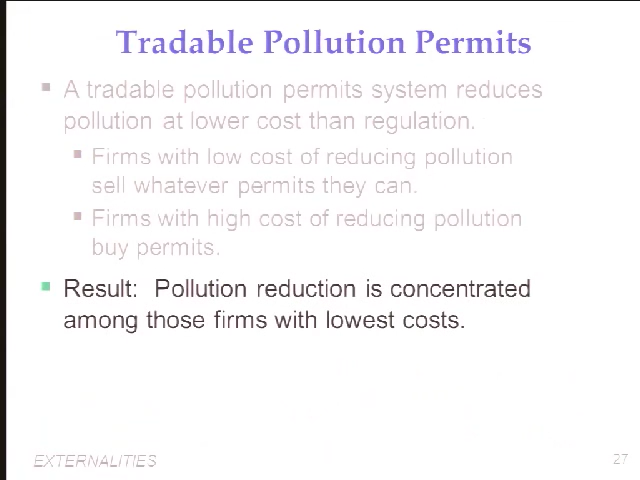 Tradable Pollution Permits
▪ A tradable pollution permits system reduces
pollution at lower cost than regulation.
▪ Firms with low cost of reducing pollution
sell whatever permits they can.
▪ Firms with high cost of reducing pollution
buy permits.
▪ Result: Pollution reduction is concentrated
among those firms with lowest costs.
EXTERNALITIES
27